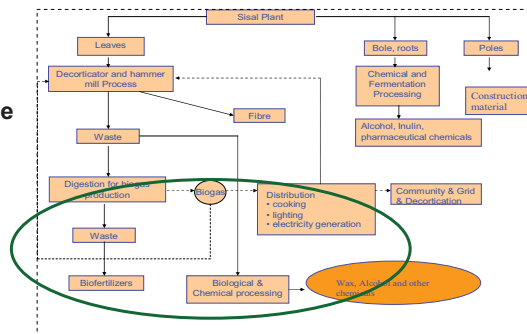 Sisal Plant
Leaves
Bole, roots
Poles
Decorticator and hammer
mill Process
Chemical and
Fermentation
Processing
Construction
material
e
Fibre
Waste
Alcohol, Inulin,
pharmaceutical chemicals
Digestion for biogas
production
Biogas
Distribution
• cooking
• lighting
• electricity generation
Community & Grid
& Decortication
Waste
Biofertilizers
Biological &
Chemical processing
Wax, Alcohol and other
chemicals